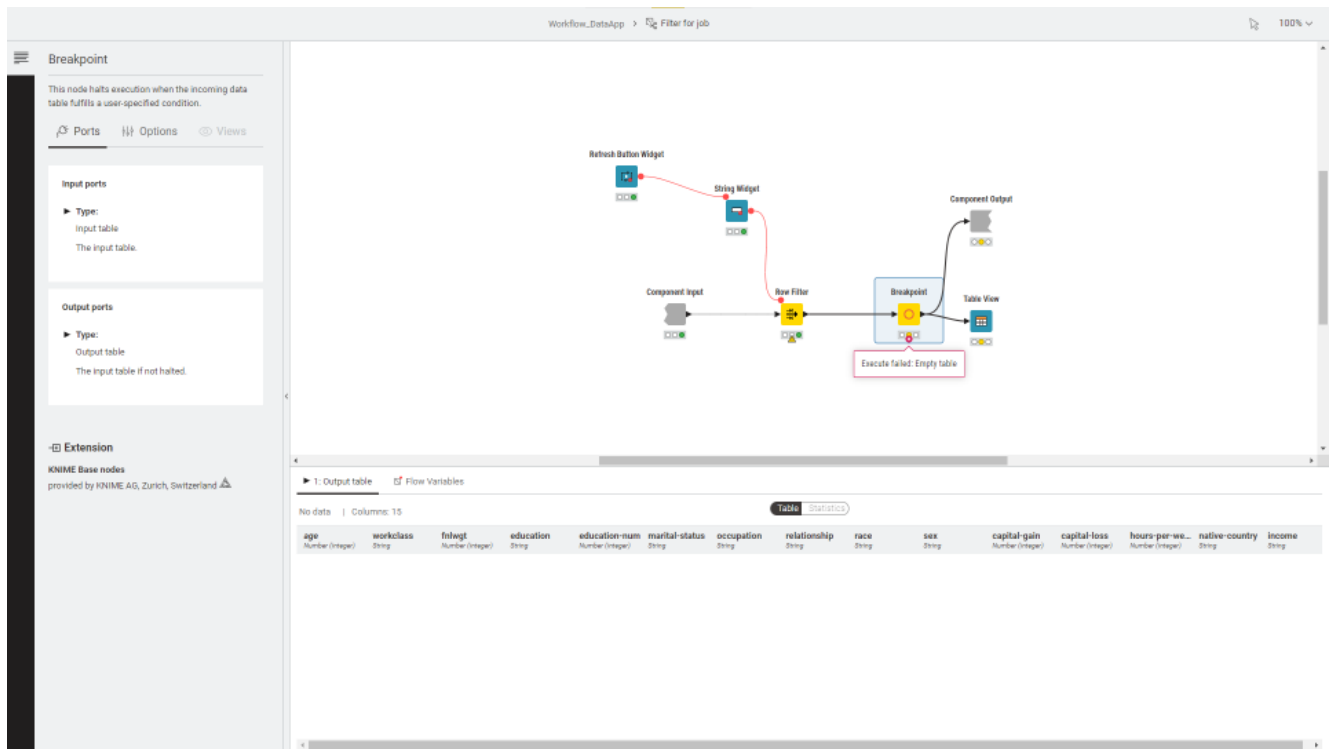 Workflow_DataApp > Filter for job
100%
Breakpoint
This node halts execution when the incoming data
table fulfills a user-specified condition.
Ports Options Views
Input ports
Type:
Input table
The input table.
Output ports
Type:
Output table
The input table if not halted.
Extension
KNIME Base nodes
provided by KNIME AG, Zurich, Switzerland
Refresh Button Widget
String Widget
Component Output
Component Input
Row Filter
Breakpoint
Table View
Execute failed: Empty table
1: Output table Flow Variables
No data | Columns: 15
Table Statistics
age workclass fnlwgt education education-num marital-status occupation relationship race sex capital-gain capital-loss hours-per-we... native-country income
Number (integer) String Number (integer) String Number (integer) String String String String String Number (integer) Number (integer) Number (integer) String String